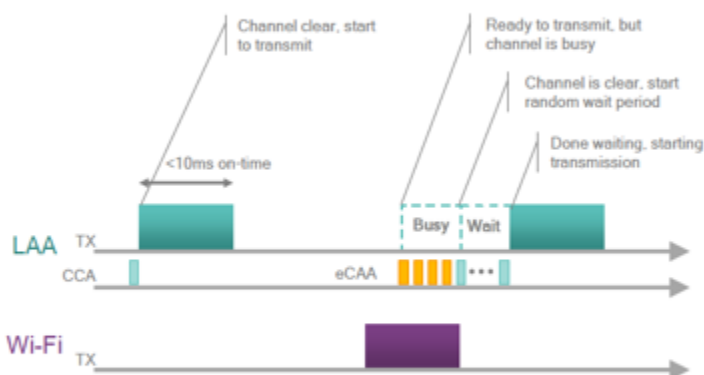 Channel clear, start
to transmit
Ready to transmit, but
channel is busy
Channel is clear, start
random wait period
Done waiting, starting
transmission
<10ms on-time
Busy
Wait
LAA
TX
CCA
eCAA
•••
Wi-Fi
TX